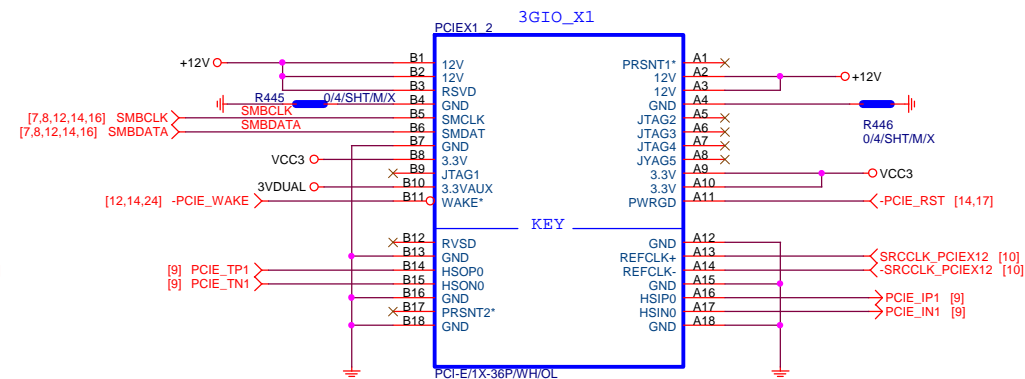 3GIO_X1
PCIEX1_2
+12V B1 12V PRSNT1* A1
B2 12V 12V A2 +12V
B3 RSVD 12V A3
R445 0/4/SHT/M/X B4 GND GND A4
[7,8,12,14,16] SMBCLK SMBCLK B5 SMCLK JTAG2 A5 R446
[7,8,12,14,16] SMBDATA SMBDATA B6 SMDAT JTAG3 A6 0/4/SHT/M/X
B7 GND JTAG4 A7
VCC3 B8 3.3V JYAG5 A8
B9 JTAG1 3.3V A9 VCC3
3VDUAL B10 3.3VAUX 3.3V A10
[12,14,24] -PCIE_WAKE B11 WAKE* PWRGD A11 -PCIE_RST [14,17]
KEY
B12 RVSD GND A12
B13 GND REFCLK+ A13 SRCCLK_PCIEX12 [10]
[9] PCIE_TP1 B14 HSOP0 REFCLK- A14 -SRCCLK_PCIEX12 [10]
[9] PCIE_TN1 B15 HSON0 GND A15
B16 GND HSIP0 A16 PCIE_IP1 [9]
B17 PRSNT2* HSIN0 A17 PCIE_IN1 [9]
B18 GND GND A18
PCI-E/1X-36P/WH/OL